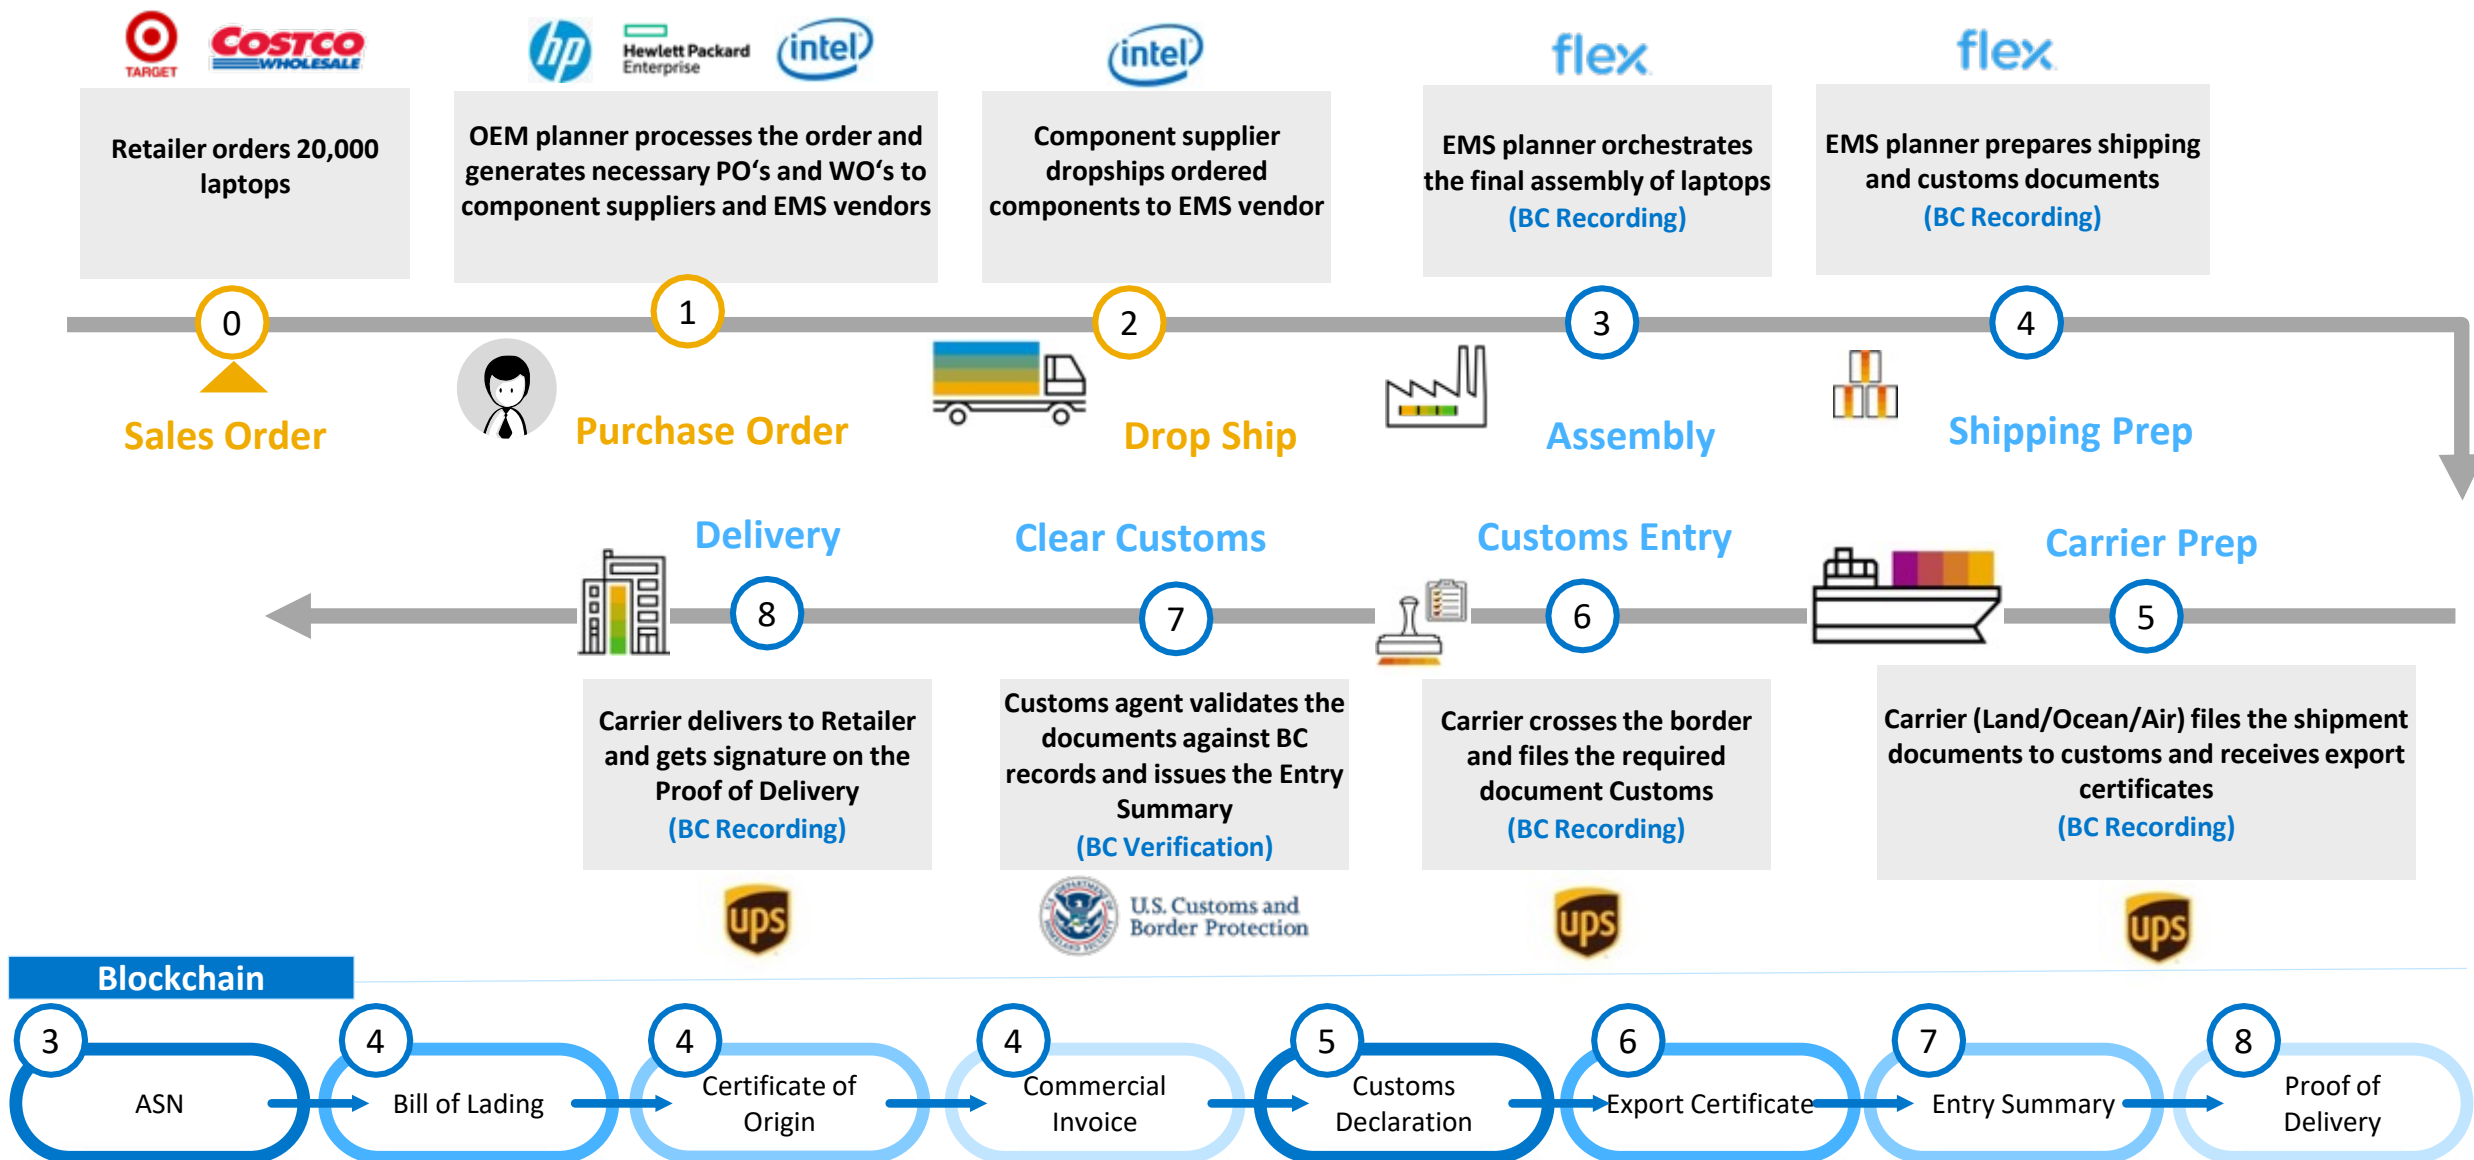 TARGET
COSTCO
WHOLESALE
hp
Hewlett Packard
Enterprise
intel
intel
flex
flex
Retailer orders 20,000
laptops
OEM planner processes the order and
generates necessary PO‘s and WO‘s to
component suppliers and EMS vendors
Component supplier
dropships ordered
components to EMS vendor
EMS planner orchestrates
the final assembly of laptops
(BC Recording)
EMS planner prepares shipping
and customs documents
(BC Recording)
0
1
2
3
4
Sales Order
Purchase Order
Drop Ship
Assembly
Shipping Prep
Delivery
Clear Customs
Customs Entry
Carrier Prep
8
7
6
5
Carrier delivers to Retailer
and gets signature on the
Proof of Delivery
(BC Recording)
Customs agent validates the
documents against BC
records and issues the Entry
Summary
(BC Verification)
Carrier crosses the border
and files the required
document Customs
(BC Recording)
Carrier (Land/Ocean/Air) files the shipment
documents to customs and receives export
certificates
(BC Recording)
ups
U.S. Customs and
Border Protection
ups
ups
Blockchain
3
ASN
4
Bill of Lading
4
Certificate of
Origin
4
Commercial
Invoice
5
Customs
Declaration
6
Export Certificate
7
Entry Summary
8
Proof of
Delivery